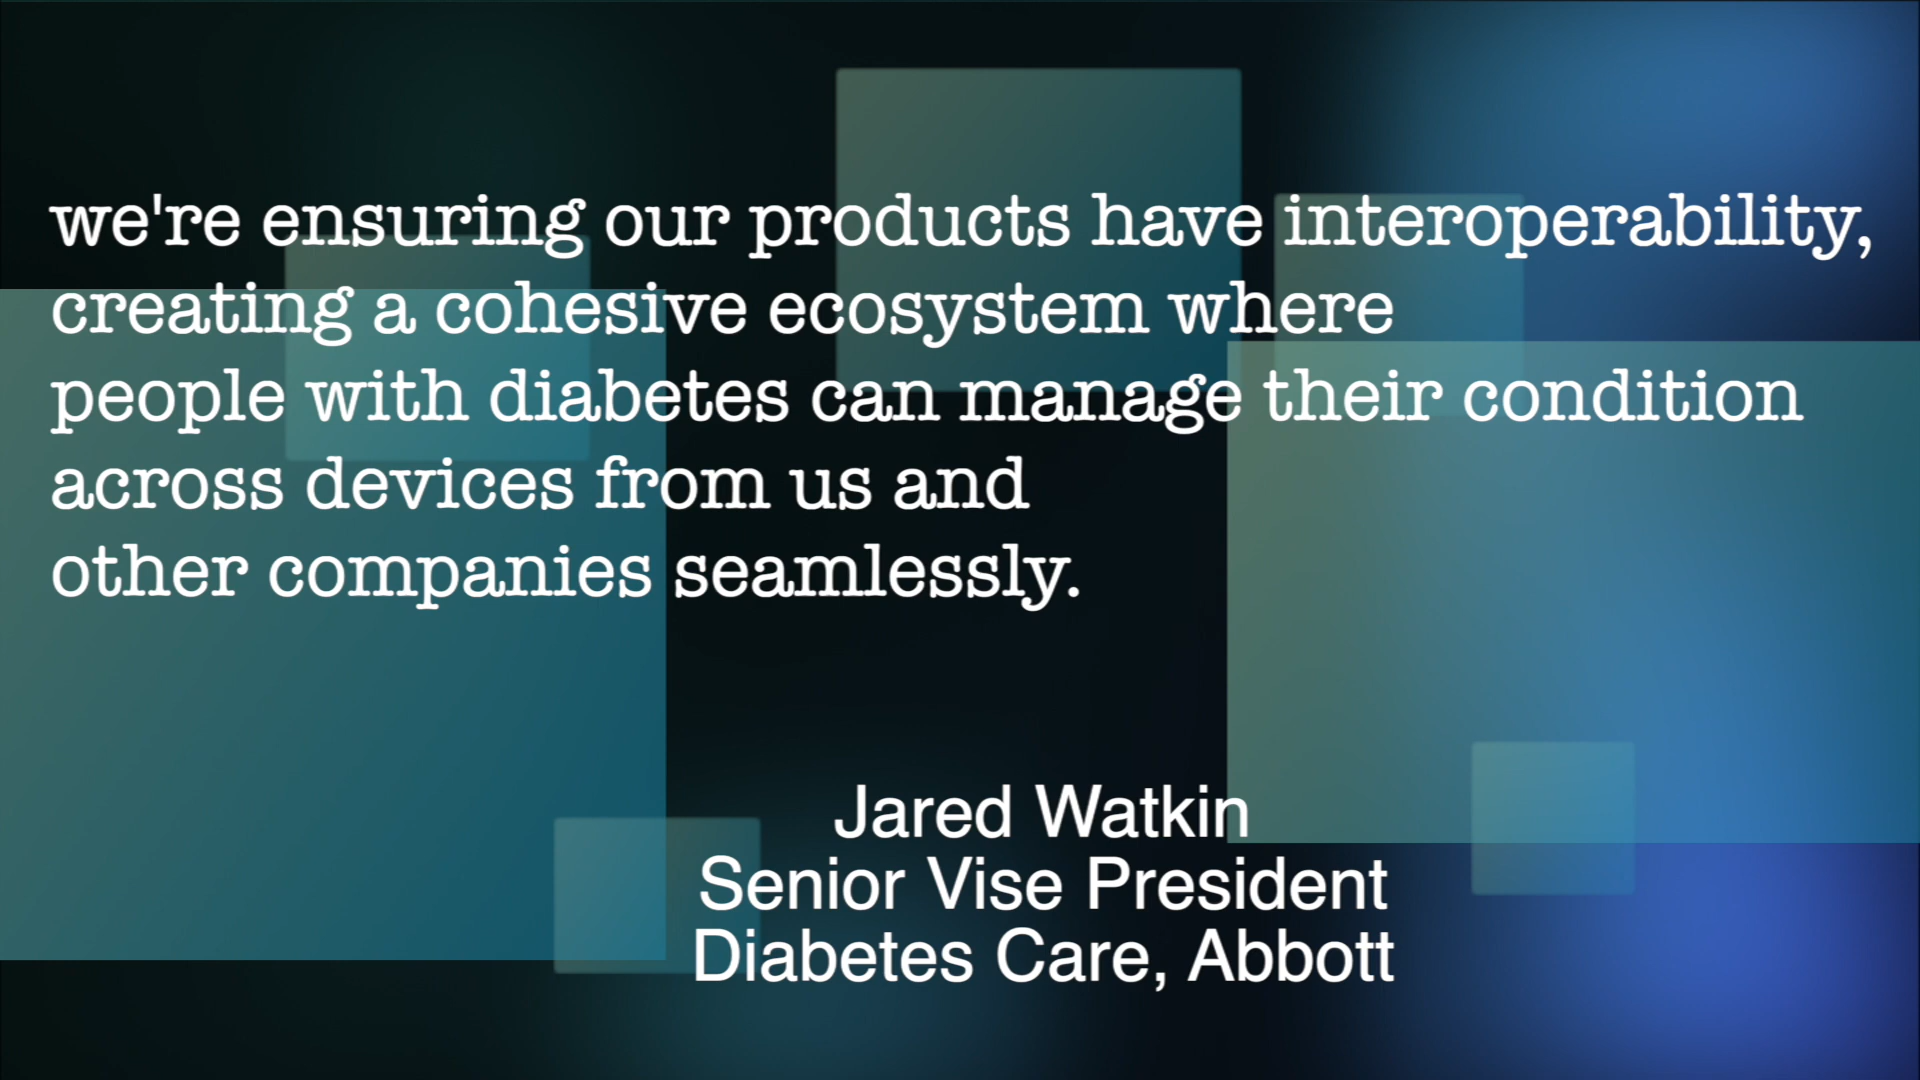 we're ensuring our products have interoperability,
creating a cohesive ecosystem where
people with diabetes can manage their condition
across devices from us and
other companies seamlessly.
Jared Watkin
Senior Vise President
Diabetes Care, Abbott